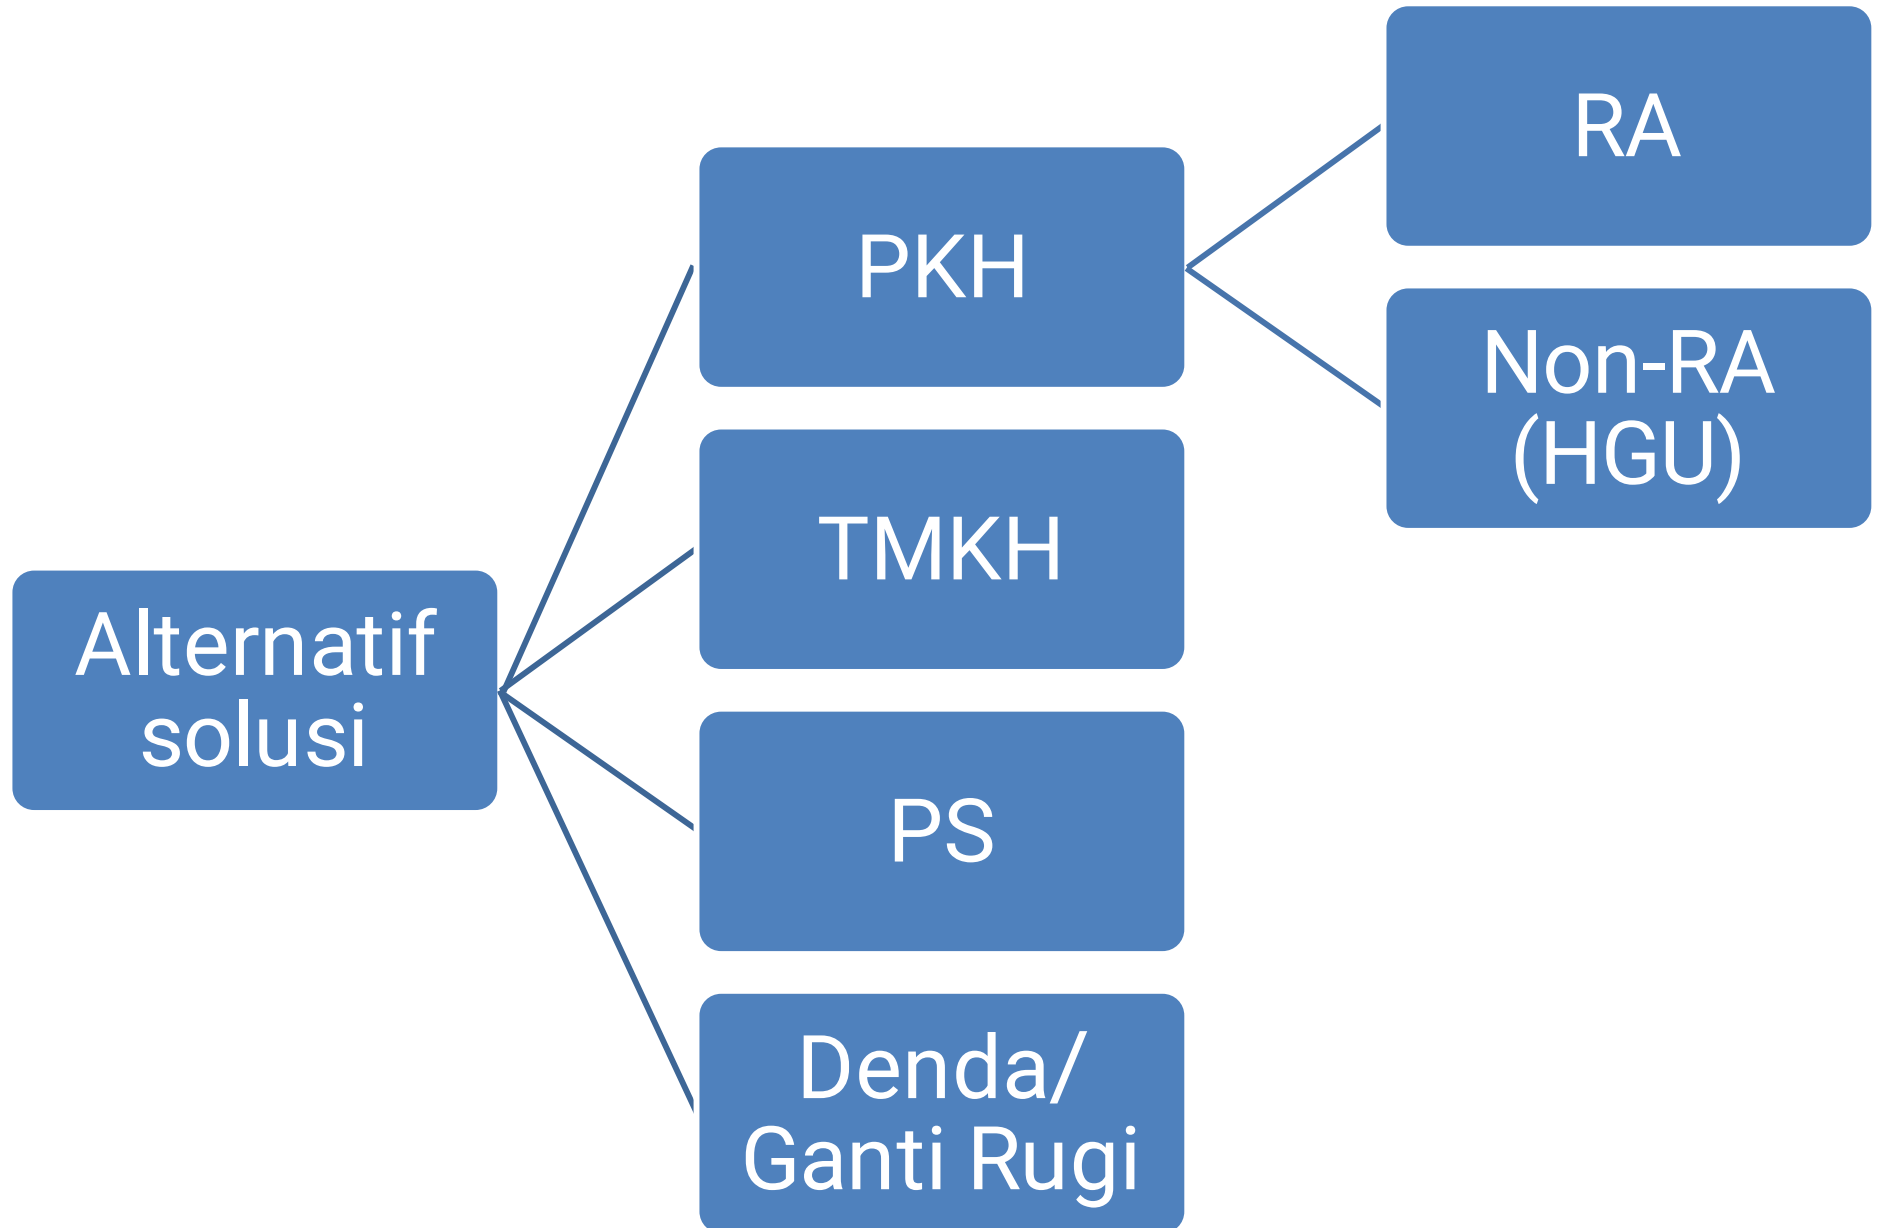 Alternatif
solusi
PKH
RA
Non-RA
(HGU)
TMKH
PS
Denda/
Ganti Rugi